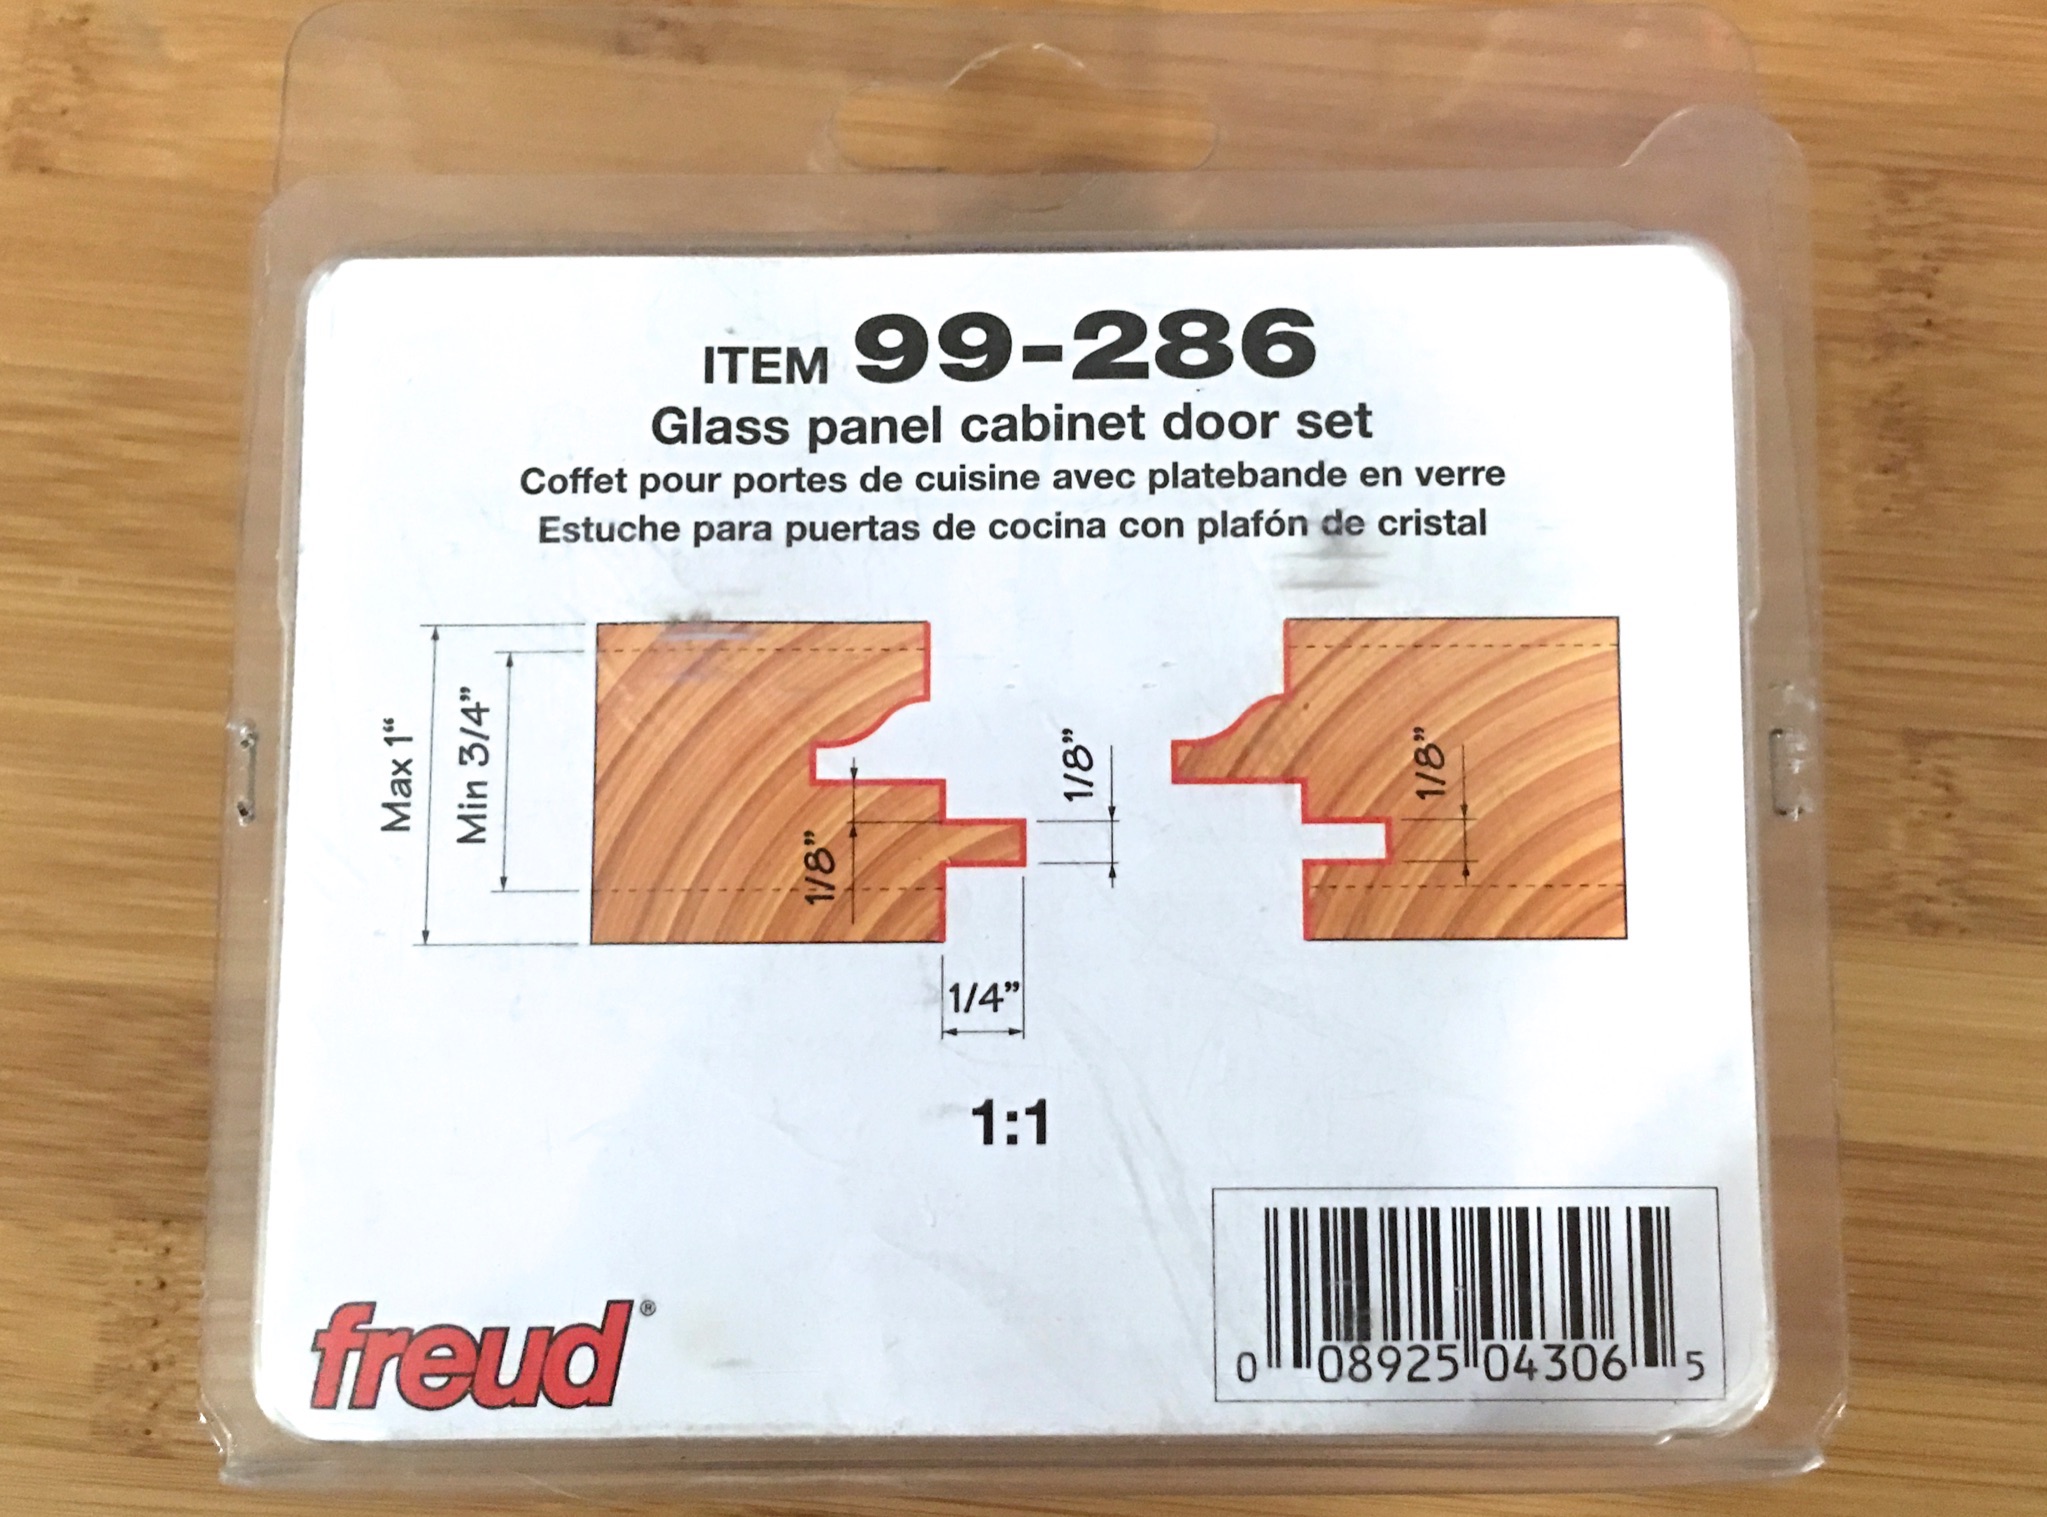 ITEM 99-286
Glass panel cabinet door set
Coffet pour portes de cuisine avec platebande en verre
Estuche para puertas de cocina con plafón de cristal
Max 1“
Min 3/4”
1/8”
1/8”
1/8”
1/4”
1:1
freud®
0 08925 04306 5